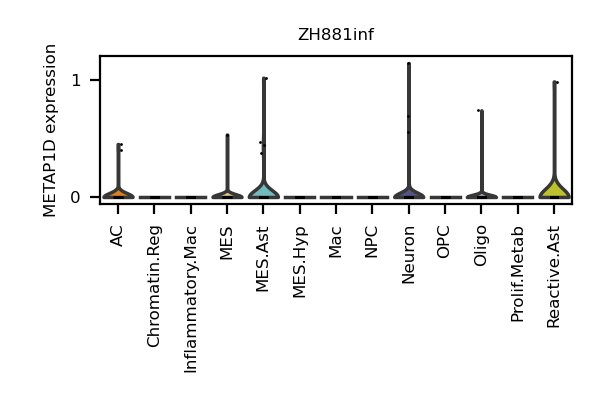 ZH881inf
METAP1D expression
1
0
AC
Chromatin.Reg
Inflammatory.Mac
MES
MES.Ast
MES.Hyp
Mac
NPC
Neuron
OPC
Oligo
Prolif.Metab
Reactive.Ast